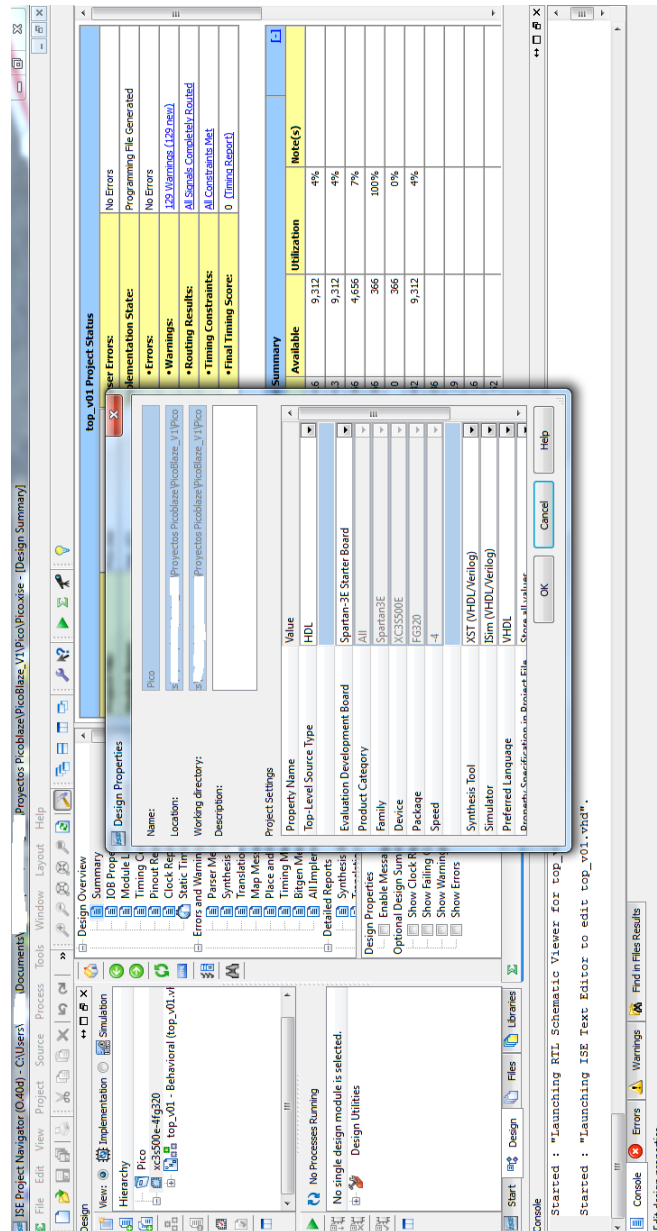 ISE Project Navigator (O.40d) - C:\Users\ \Documents\ Proyectos Picoblaze\PicoBlaze_V1\Pico\Pico.xise - [Design Summary]
File Edit View Project Source Process Tools Window Layout Help
Design
View: Implementation Simulation
Hierarchy
Pico
xc3s500e-4fg320
top_v01 - Behavioral (top_v01.vh
No Processes Running
No single design module is selected.
Design Utilities
Start Design Files Libraries
Design Overview
Summary
IOB Prope
Module L
Timing C
Pinout Re
Clock Rep
Static Tim
Errors and Warnin
Parser Me
Synthesis
Translatio
Map Mes
Place and
Timing M
Bitgen Me
All Implem
Detailed Reports
Synthesis
Design Properties
Enable Messa
Optional Design Sum
Show Clock R
Show Failing
Show Warnin
Show Errors
top_v01 Project Status
ser Errors: No Errors
plementation State: Programming File Generated
• Errors: No Errors
• Warnings: 129 Warnings (129 new)
• Routing Results: All Signals Completely Routed
• Timing Constraints: All Constraints Met
• Final Timing Score: 0 (Timing Report)
Summary [-]
Available Utilization Note(s)
9,312 4%
9,312 4%
4,656 7%
366 100%
366 0%
9,312 4%
Design Properties
Name: Pico
Location: s\ Proyectos Picoblaze\PicoBlaze_V1\Pico
Working directory: s\ Proyectos Picoblaze\PicoBlaze_V1\Pico
Description:
Project Settings
Property Name Value
Top-Level Source Type HDL
Evaluation Development Board Spartan-3E Starter Board
Product Category All
Family Spartan3E
Device XC3S500E
Package FG320
Speed -4
Synthesis Tool XST (VHDL/Verilog)
Simulator ISim (VHDL/Verilog)
Preferred Language VHDL
Property Specification in Project File Store all values
OK Cancel Help
Console
Started : "Launching RTL Schematic Viewer for top_
Started : "Launching ISE Text Editor to edit top_v01.vhd".
Console Errors Warnings Find in Files Results
Edit design properties